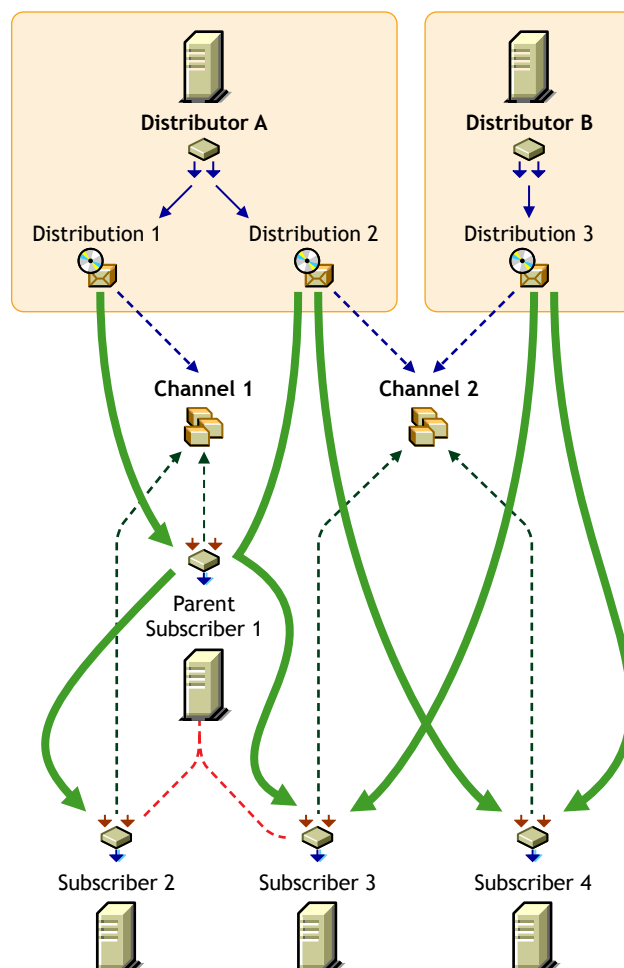 Distributor A
Distributor B
Distribution 1
Distribution 2
Distribution 3
Channel 1
Channel 2
Parent
Subscriber 1
Subscriber 2
Subscriber 3
Subscriber 4